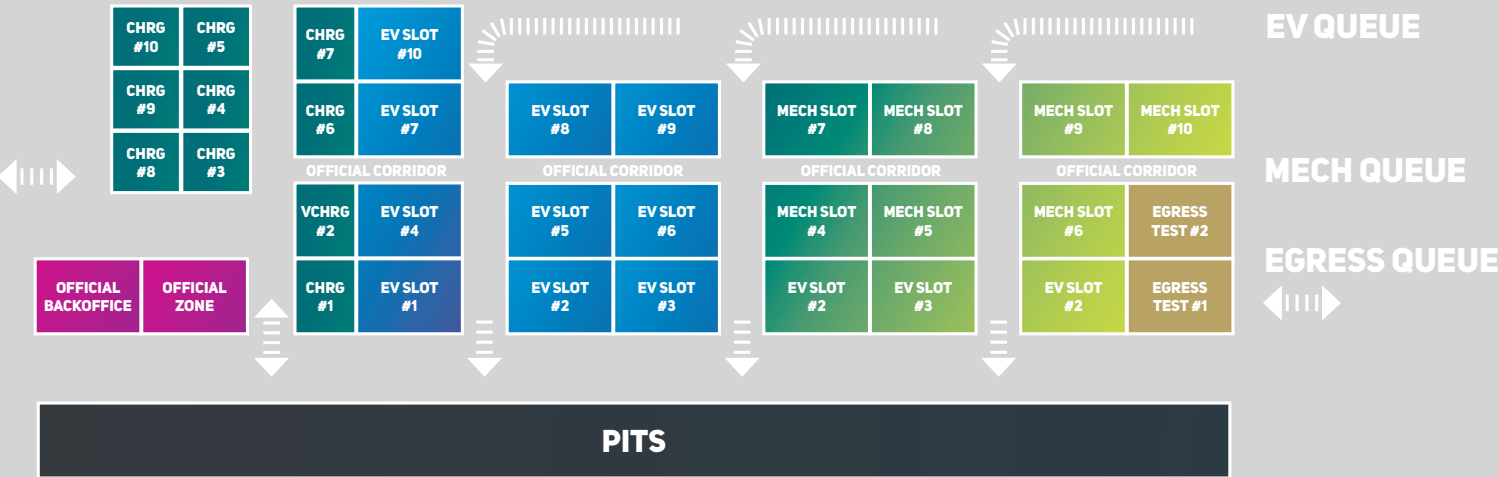 CHRG
#10
CHRG
#5
CHRG
#9
CHRG
#4
CHRG
#8
CHRG
#3
CHRG
#7
EV SLOT
#10
CHRG
#6
EV SLOT
#7
EV SLOT
#8
EV SLOT
#9
MECH SLOT
#7
MECH SLOT
#8
MECH SLOT
#9
MECH SLOT
#10
EV QUEUE
OFFICIAL CORRIDOR
OFFICIAL CORRIDOR
OFFICIAL CORRIDOR
OFFICIAL CORRIDOR
MECH QUEUE
VCHRG
#2
EV SLOT
#4
EV SLOT
#5
EV SLOT
#6
MECH SLOT
#4
MECH SLOT
#5
MECH SLOT
#6
EGRESS
TEST #2
EGRESS QUEUE
OFFICIAL
BACKOFFICE
OFFICIAL
ZONE
CHRG
#1
EV SLOT
#1
EV SLOT
#2
EV SLOT
#3
EV SLOT
#2
EV SLOT
#3
EV SLOT
#2
EGRESS
TEST #1
PITS